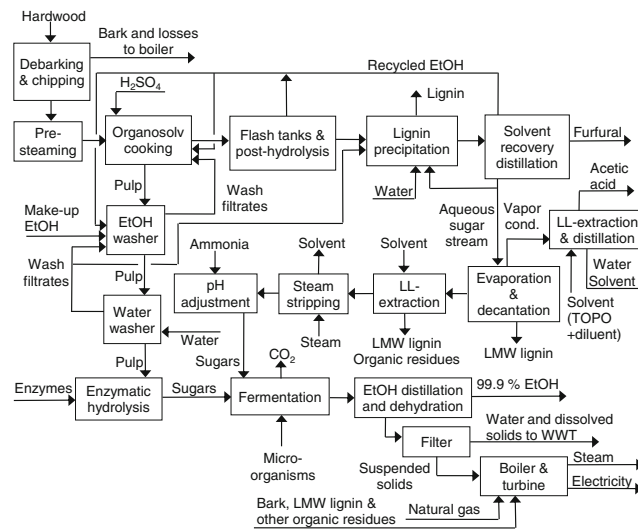 Hardwood
Bark and losses
to boiler
Debarking
& chipping
Recycled EtOH
H2SO4
Lignin
Pre-
steaming
Organosolv
cooking
Flash tanks &
post-hydrolysis
Lignin
precipitation
Solvent
recovery
distillation
Furfural
Acetic
acid
Pulp
Wash
filtrates
Water
Make-up
EtOH
EtOH
washer
Aqueous
sugar
stream
Vapor
cond.
LL-extraction
& distillation
Ammonia
Solvent
Solvent
Wash
filtrates
Pulp
pH
adjustment
Steam
stripping
LL-
extraction
Evaporation &
decantation
Water
Solvent
Solvent
(TOPO
+diluent)
Water
washer
Water
Steam
LMW lignin
Organic residues
LMW lignin
Pulp
Sugars
CO2
Enzymes
Enzymatic
hydrolysis
Sugars
Fermentation
EtOH distillation
and dehydration
99.9 % EtOH
Water and dissolved
solids to WWT
Filter
Micro-
organisms
Suspended
solids
Boiler &
turbine
Steam
Electricity
Bark, LMW lignin &
other organic residues
Natural gas